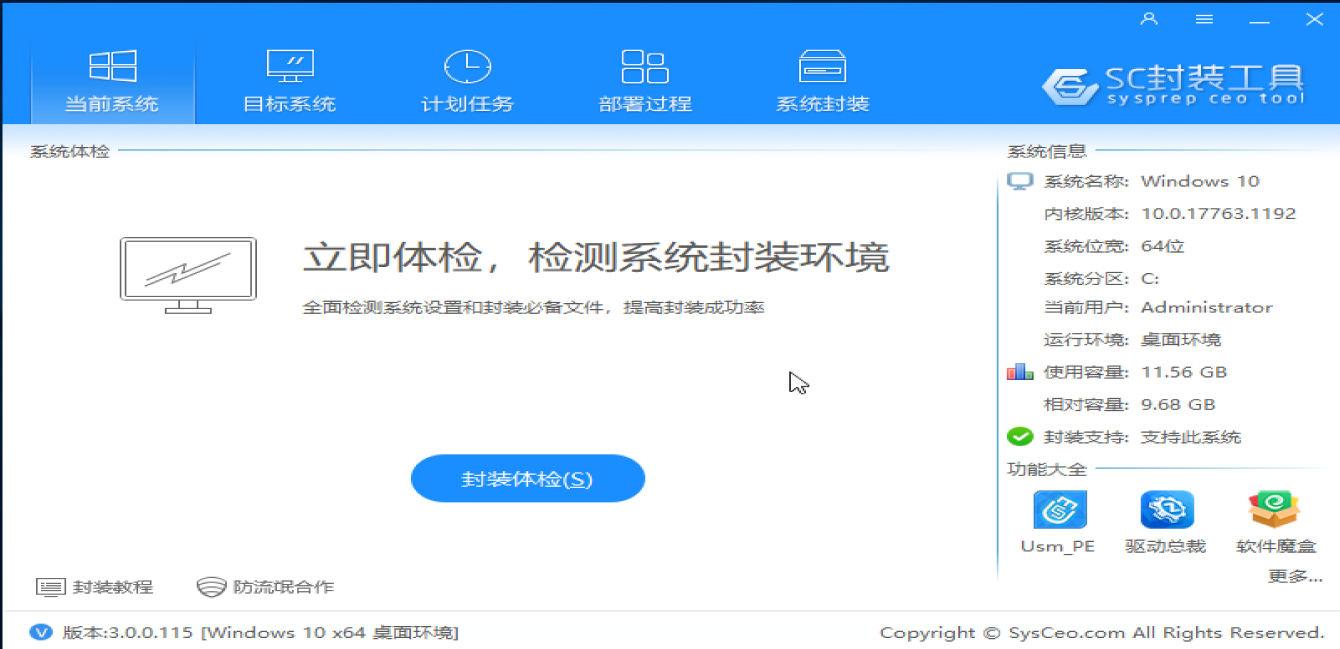 当前系统
目标系统
计划任务
部署过程
系统封装
SC封装工具
sysprep ceo tool
系统体检
立即体检，检测系统封装环境
全面检测系统设置和封装必备文件，提高封装成功率
封装体检(S)
封装教程
防流氓合作
系统信息
系统名称: Windows 10
内核版本: 10.0.17763.1192
系统位宽: 64位
系统分区: C:
当前用户: Administrator
运行环境: 桌面环境
使用容量: 11.56 GB
相对容量: 9.68 GB
封装支持: 支持此系统
功能大全
Usm_PE
驱动总裁
软件魔盒
更多...
版本:3.0.0.115 [Windows 10 x64 桌面环境]
Copyright © SysCeo.com All Rights Reserved.